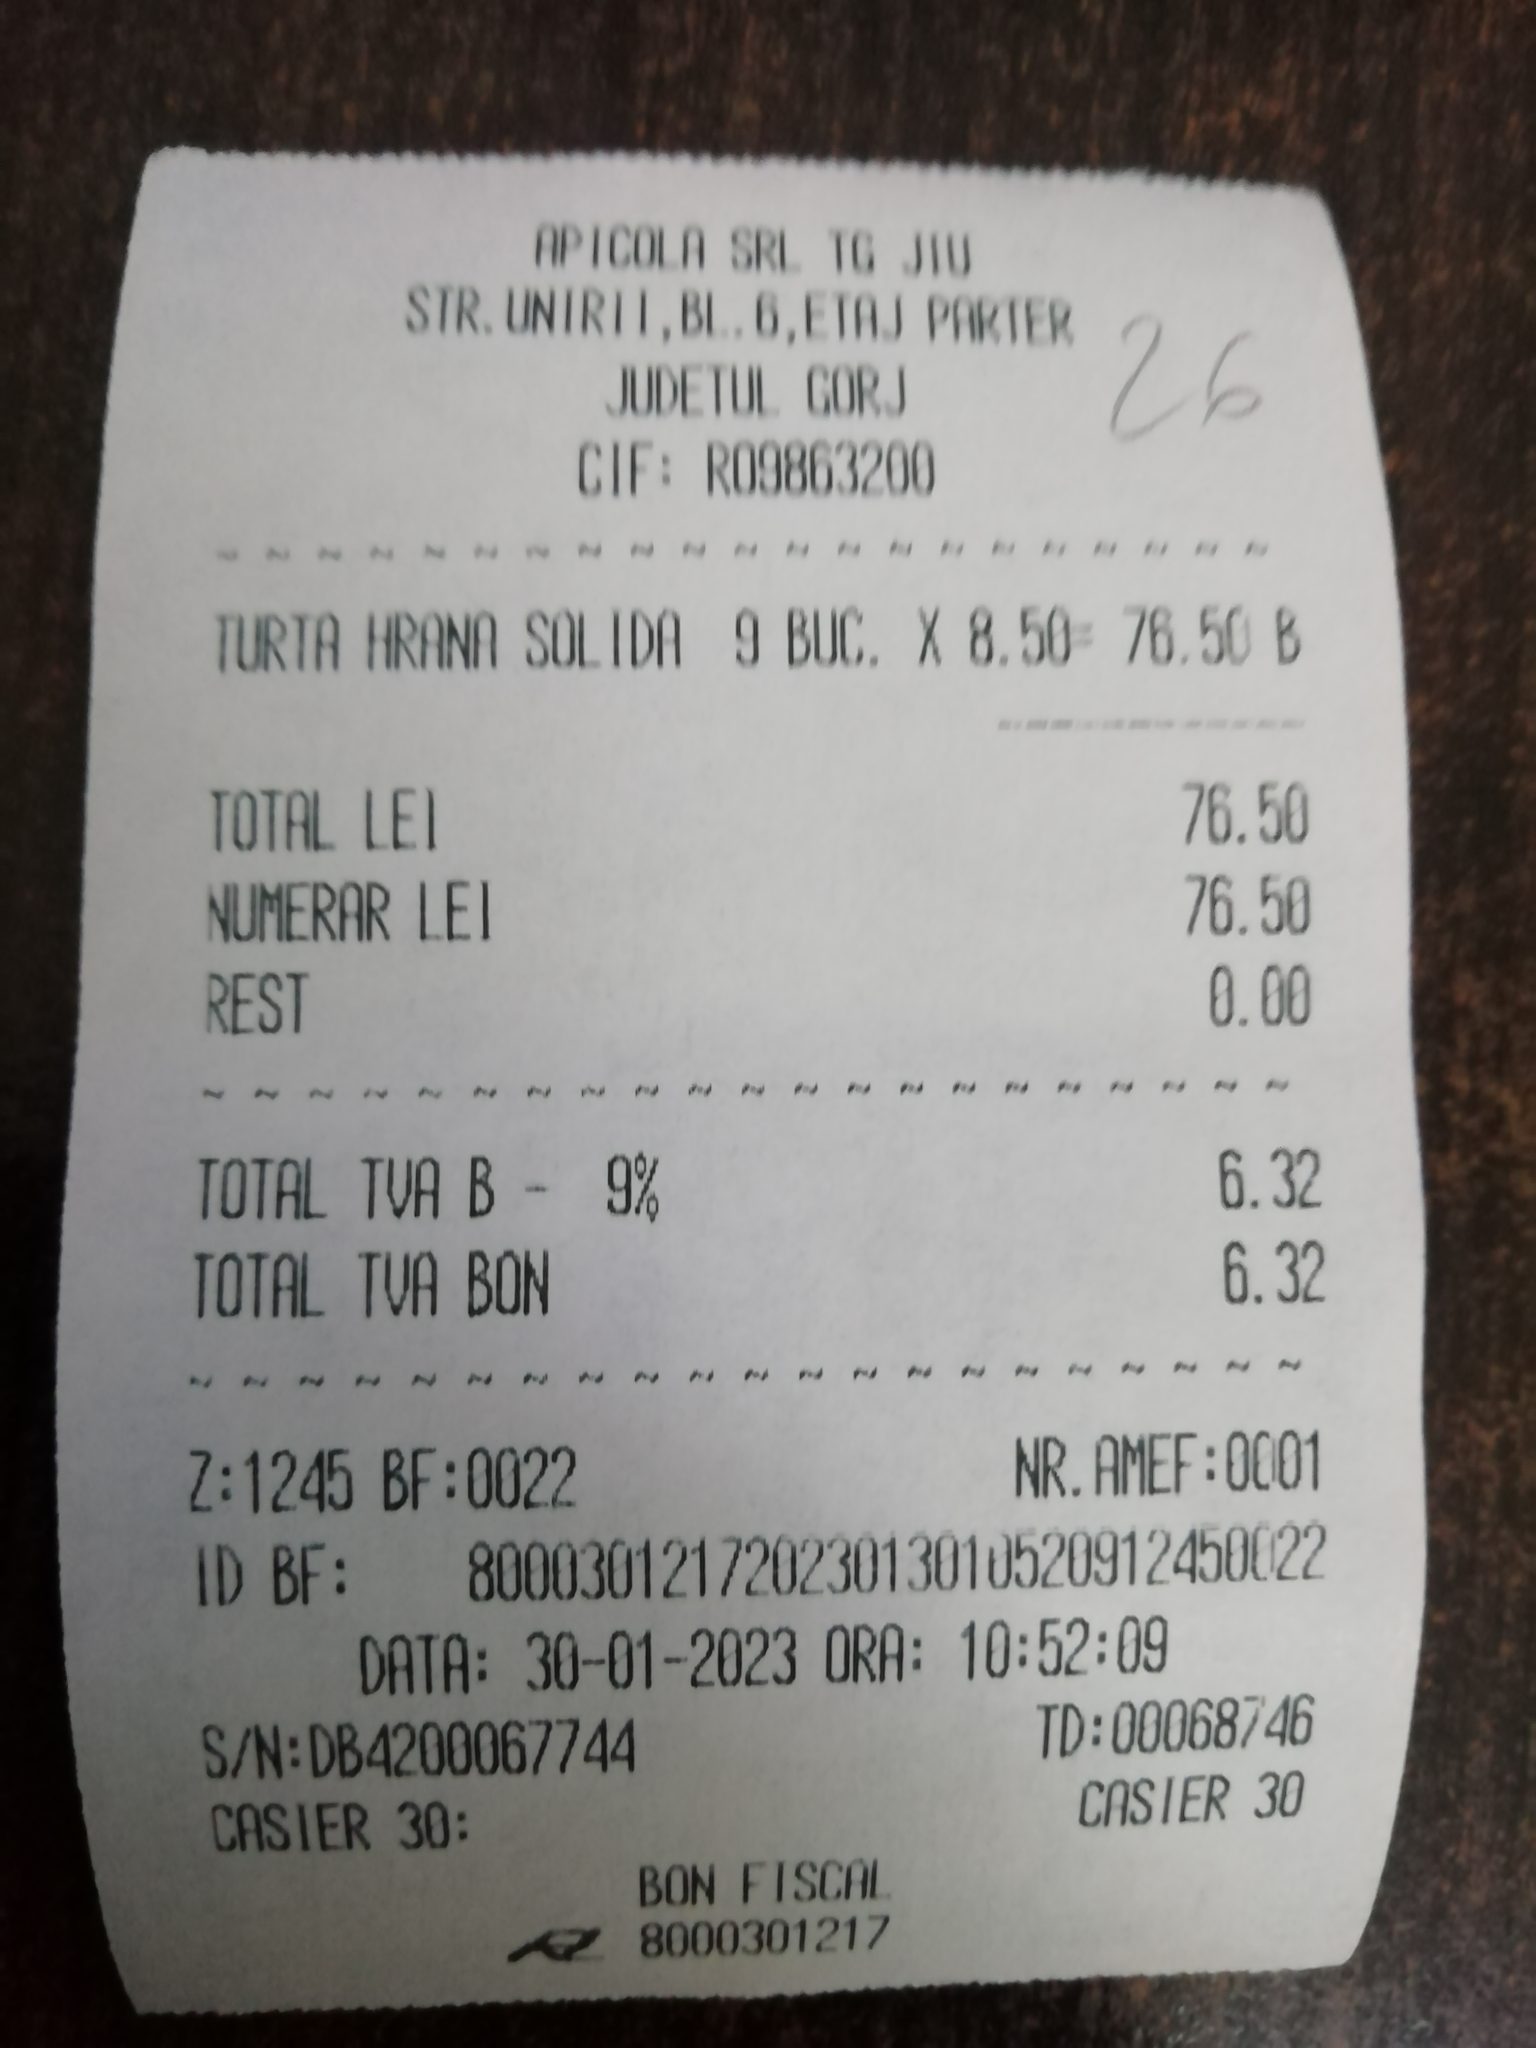 APICOLA SRL TG JIU
STR.UNIRII,BL.6,ETAJ PARTER
26
JUDETUL GORJ
CIF: RO9863200
~ ~ ~ ~ ~ ~ ~ ~ ~ ~ ~ ~ ~ ~ ~ ~ ~ ~ ~ ~ ~
TURTA HRANA SOLIDA 9 BUC. X 8.50= 76.50 B
------------
TOTAL LEI 76.50
NUMERAR LEI 76.50
REST 0.00
~ ~ ~ ~ ~ ~ ~ ~ ~ ~ ~ ~ ~ ~ ~ ~ ~ ~ ~ ~ ~
TOTAL TVA B - 9% 6.32
TOTAL TVA BON 6.32
~ ~ ~ ~ ~ ~ ~ ~ ~ ~ ~ ~ ~ ~ ~ ~ ~ ~ ~ ~ ~
Z:1245 BF:0022 NR.AMEF:0001
ID BF: 80003012172023013010520912450022
DATA: 30-01-2023 ORA: 10:52:09
S/N:DB4200067744 TD:00068746
CASIER 30: CASIER 30
BON FISCAL
8000301217